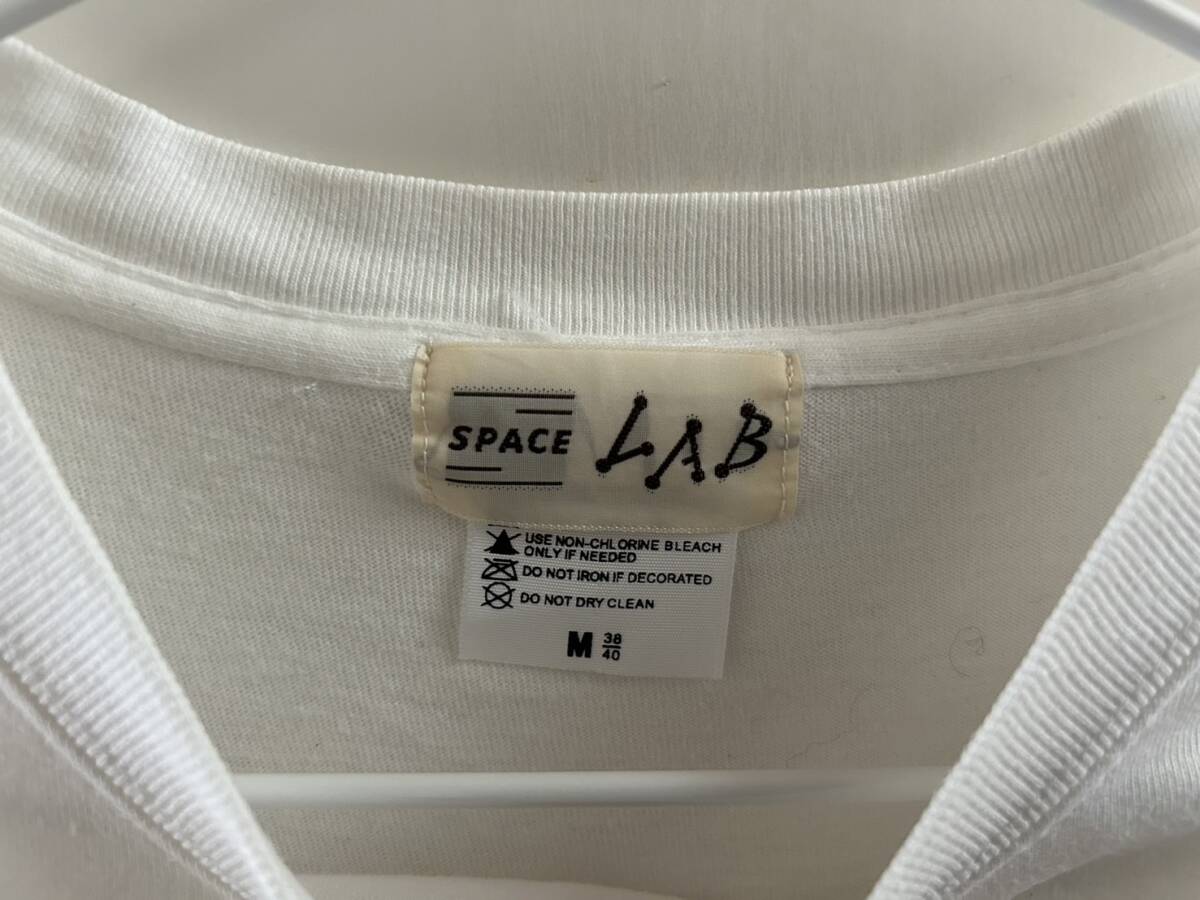 SPACE LAB
USE NON-CHLORINE BLEACH
ONLY IF NEEDED
DO NOT IRON IF DECORATED
DO NOT DRY CLEAN
M 38/40